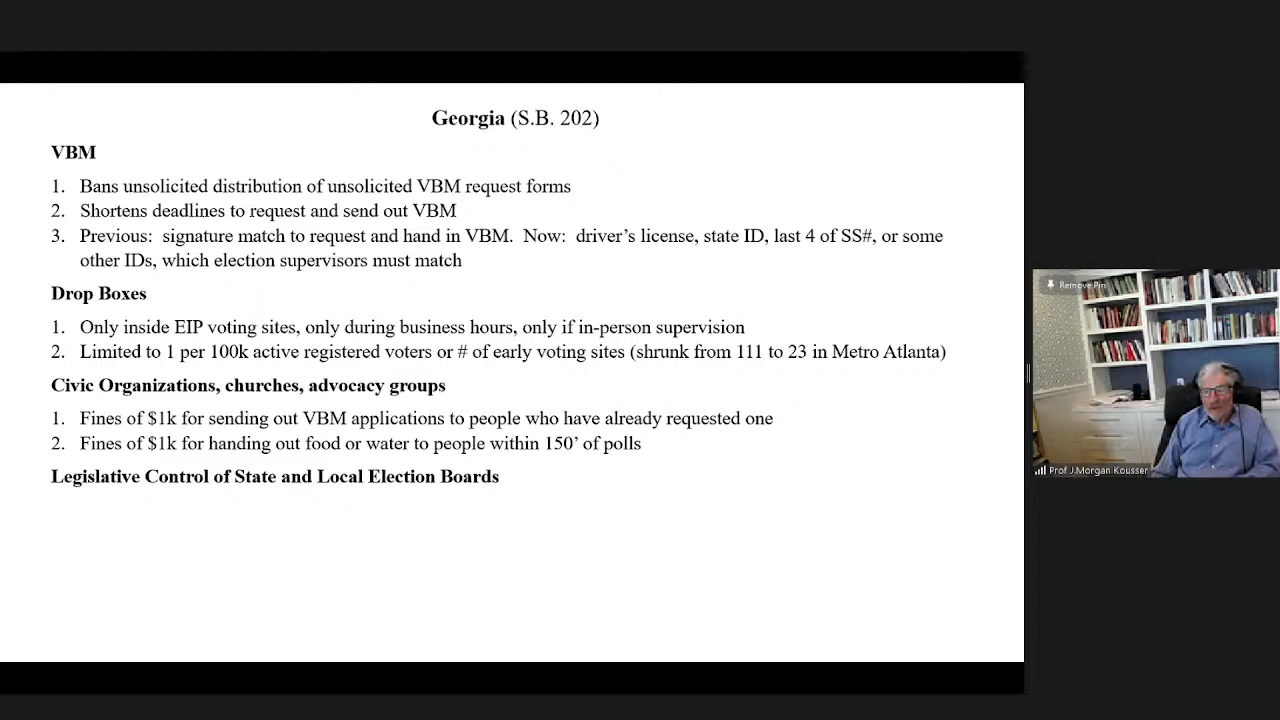 Georgia (S.B. 202)
VBM
1. Bans unsolicited distribution of unsolicited VBM request forms
2. Shortens deadlines to request and send out VBM
3. Previous: signature match to request and hand in VBM. Now: driver’s license, state ID, last 4 of SS#, or some
other IDs, which election supervisors must match
Drop Boxes
1. Only inside EIP voting sites, only during business hours, only if in-person supervision
2. Limited to 1 per 100k active registered voters or # of early voting sites (shrunk from 111 to 23 in Metro Atlanta)
Civic Organizations, churches, advocacy groups
1. Fines of $1k for sending out VBM applications to people who have already requested one
2. Fines of $1k for handing out food or water to people within 150’ of polls
Legislative Control of State and Local Election Boards
Remove Pin
Prof J.Morgan Kousser